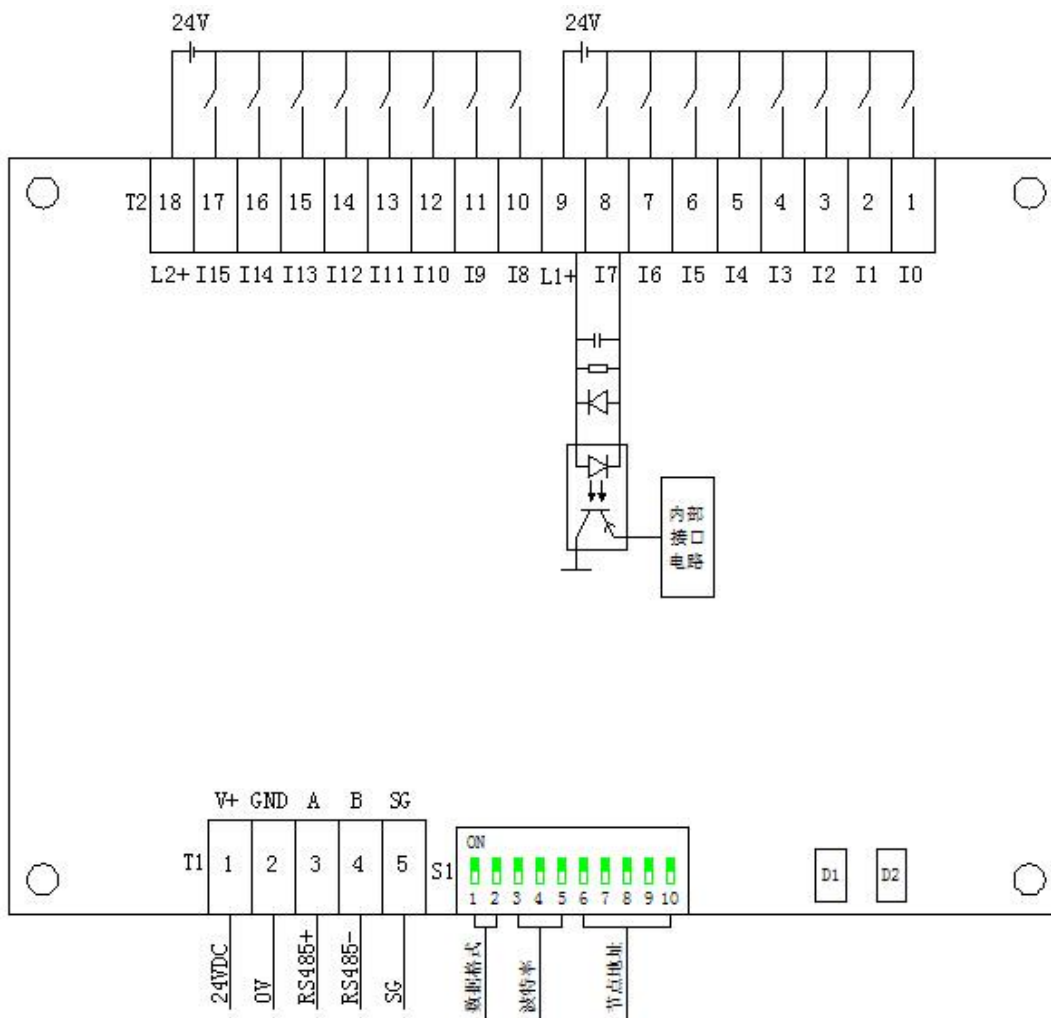 24V 24V
T2 18 17 16 15 14 13 12 11 10 9 8 7 6 5 4 3 2 1
L2+ I15 I14 I13 I12 I11 I10 I9 I8 L1+ I7 I6 I5 I4 I3 I2 I1 I0
内部
接口
电路
V+ GND A B SG
T1 1 2 3 4 5
S1
ON
1 2 3 4 5 6 7 8 9 10
D1 D2
24VDC
0V
RS485+
RS485-
SG
数据格式
波特率
节点地址